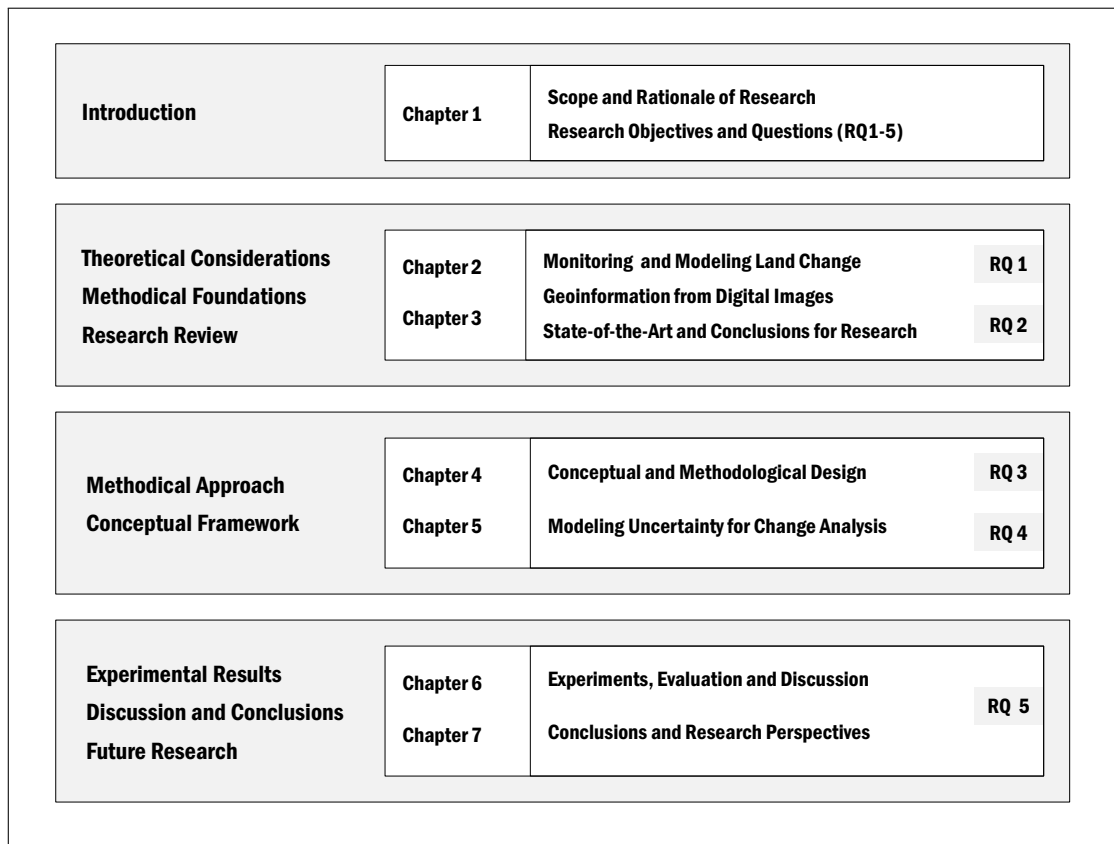 Introduction
Chapter 1
Scope and Rationale of Research
Research Objectives and Questions (RQ1-5)
Theoretical Considerations
Methodical Foundations
Research Review
Chapter 2
Chapter 3
Monitoring and Modeling Land Change
Geoinformation from Digital Images
State-of-the-Art and Conclusions for Research
RQ 1
RQ 2
Methodical Approach
Conceptual Framework
Chapter 4
Chapter 5
Conceptual and Methodological Design
Modeling Uncertainty for Change Analysis
RQ 3
RQ 4
Experimental Results
Discussion and Conclusions
Future Research
Chapter 6
Chapter 7
Experiments, Evaluation and Discussion
Conclusions and Research Perspectives
RQ 5